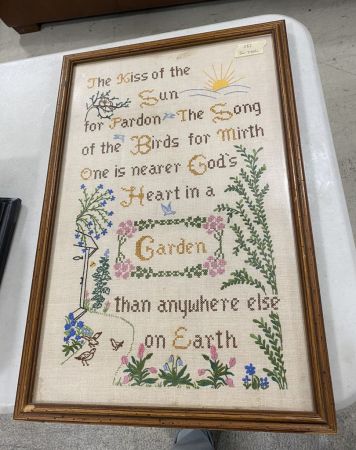 The Kiss of the
Sun
for Pardon The Song
of the Birds for Mirth
One is nearer God's
Heart in a
Garden
than anywhere else
on Earth